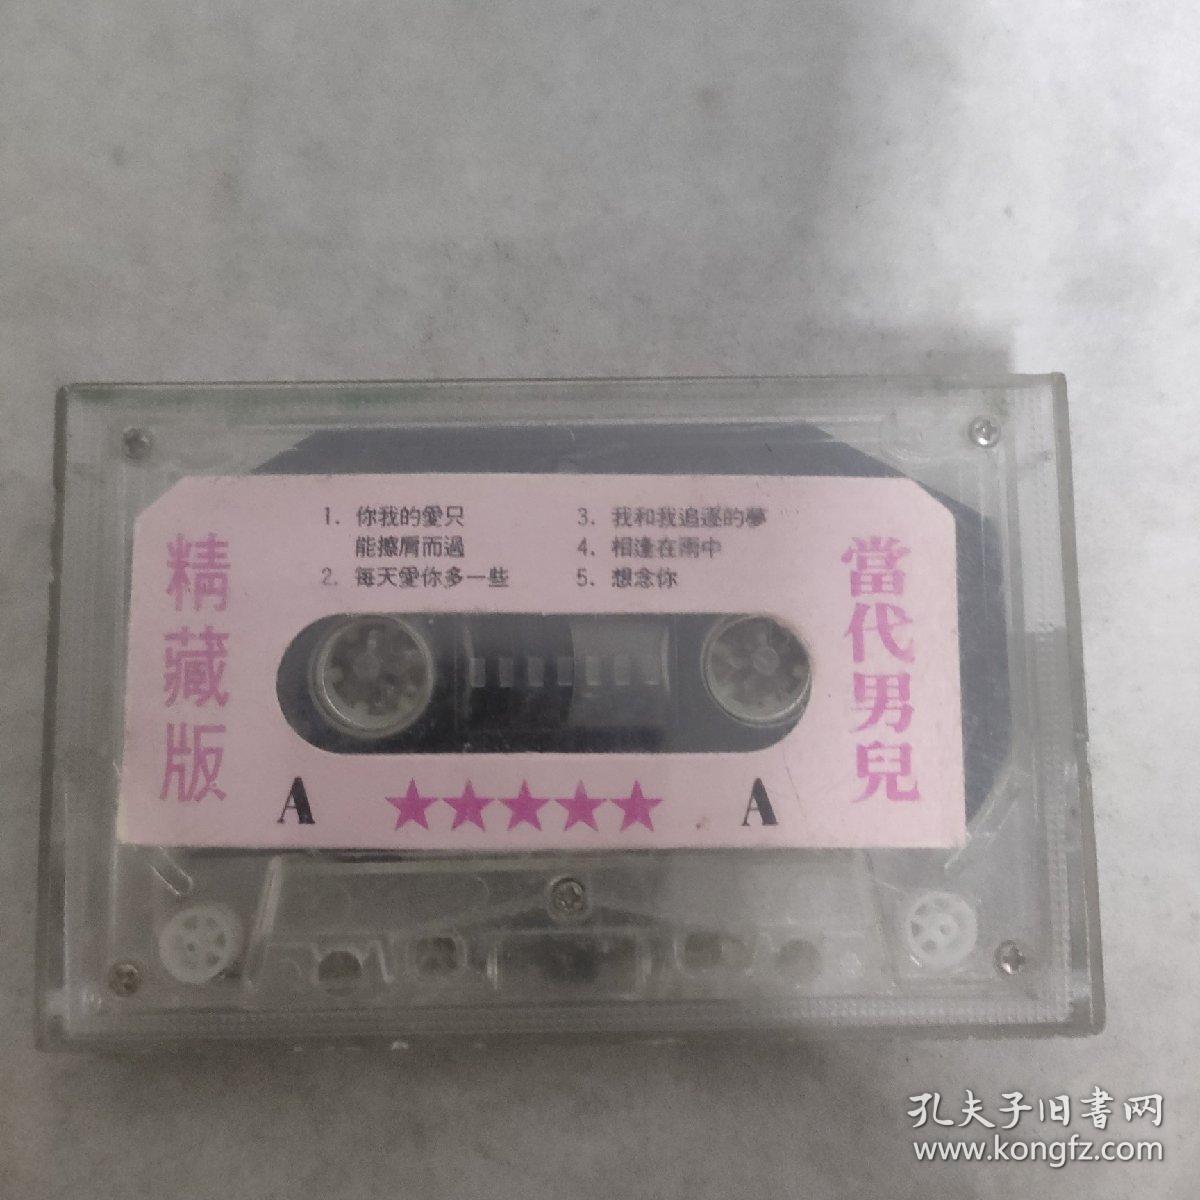 精藏版
1. 你我的愛只
能擦肩而過
2. 每天愛你多一些
3. 我和我追逐的夢
4. 相逢在雨中
5. 想念你
當代男兒
A ★★★★★ A
孔夫子旧書网
www.kongfz.com